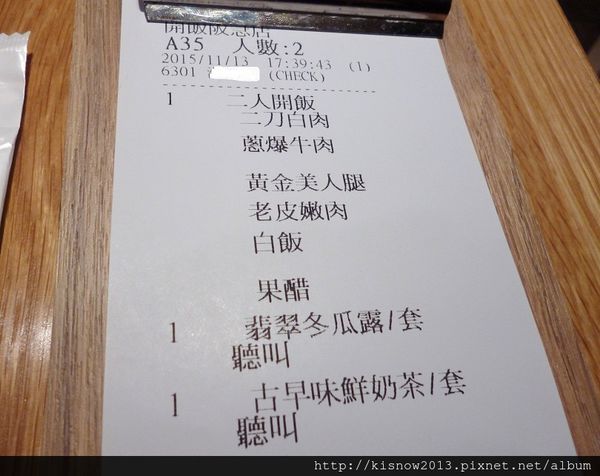 開飯阪急店
A35 人數:2
2015/11/13 17:39:43 (1)
6301 (CHECK)
1 二人開飯
二刀白肉
蔥爆牛肉
黃金美人腿
老皮嫩肉
白飯
果醋
1 翡翠冬瓜露/套
聽叫
1 古早味鮮奶茶/套
聽叫
http://kisnow2013.pixnet.net/album